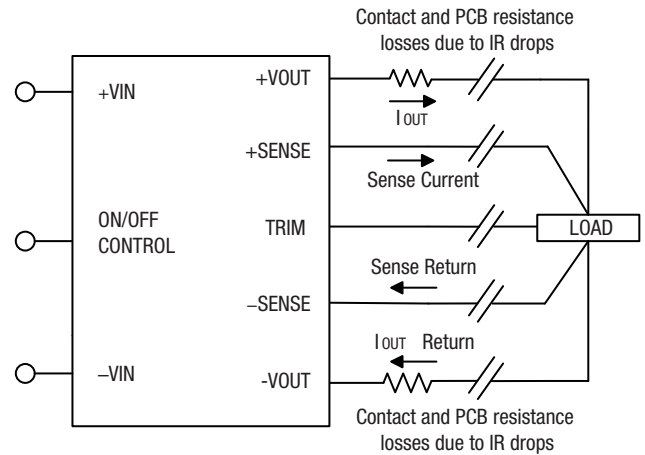 Contact and PCB resistance
losses due to IR drops
+VOUT
+VIN
IOUT
+SENSE
Sense Current
ON/OFF
CONTROL
TRIM
LOAD
Sense Return
–SENSE
IOUT Return
–VIN
-VOUT
Contact and PCB resistance
losses due to IR drops